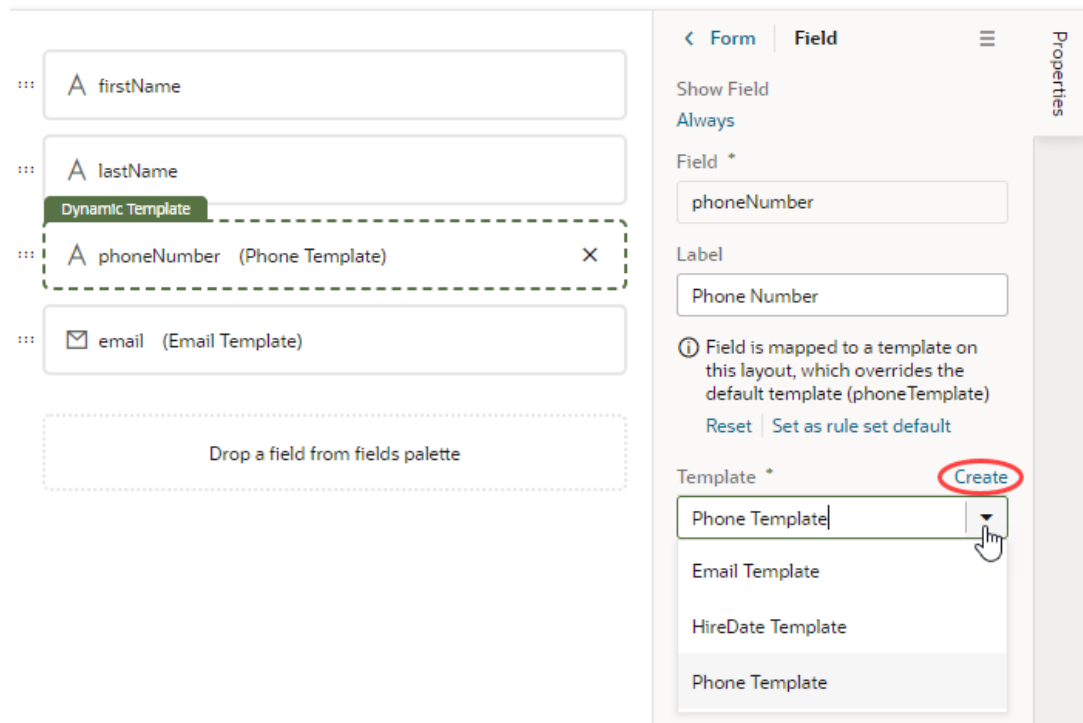 firstName
lastName
Dynamic Template
phoneNumber (Phone Template)
email (Email Template)
Drop a field from fields palette
Form Field
Properties
Show Field
Always
Field *
phoneNumber
Label
Phone Number
Field is mapped to a template on
this layout, which overrides the
default template (phoneTemplate)
Reset Set as rule set default
Template * Create
Phone Template
Email Template
HireDate Template
Phone Template